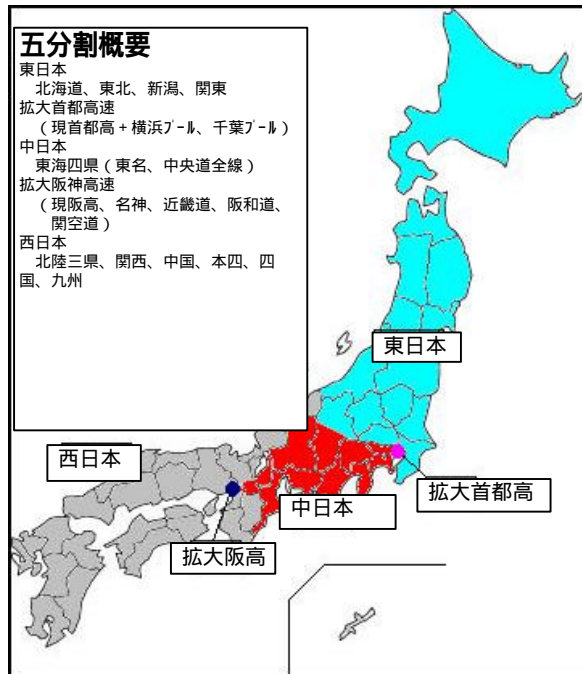 五分割概要
東日本
北海道、東北、新潟、関東
拡大首都高速
（現首都高＋横浜ﾌﾟｰﾙ、千葉ﾌﾟｰﾙ）
中日本
東海四県（東名、中央道全線）
拡大阪神高速
（現阪高、名神、近畿道、阪和道、
関空道）
西日本
北陸三県、関西、中国、本四、四
国、九州
東日本
西日本
拡大首都高
中日本
拡大阪高